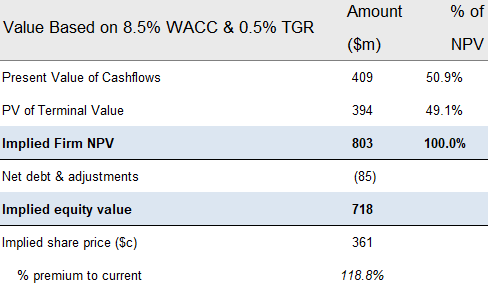 Value Based on 8.5% WACC & 0.5% TGR Amount ($m) % of NPV
Present Value of Cashflows 409 50.9%
PV of Terminal Value 394 49.1%
Implied Firm NPV 803 100.0%
Net debt & adjustments (85)
Implied equity value 718
Implied share price ($c) 361
% premium to current 118.8%